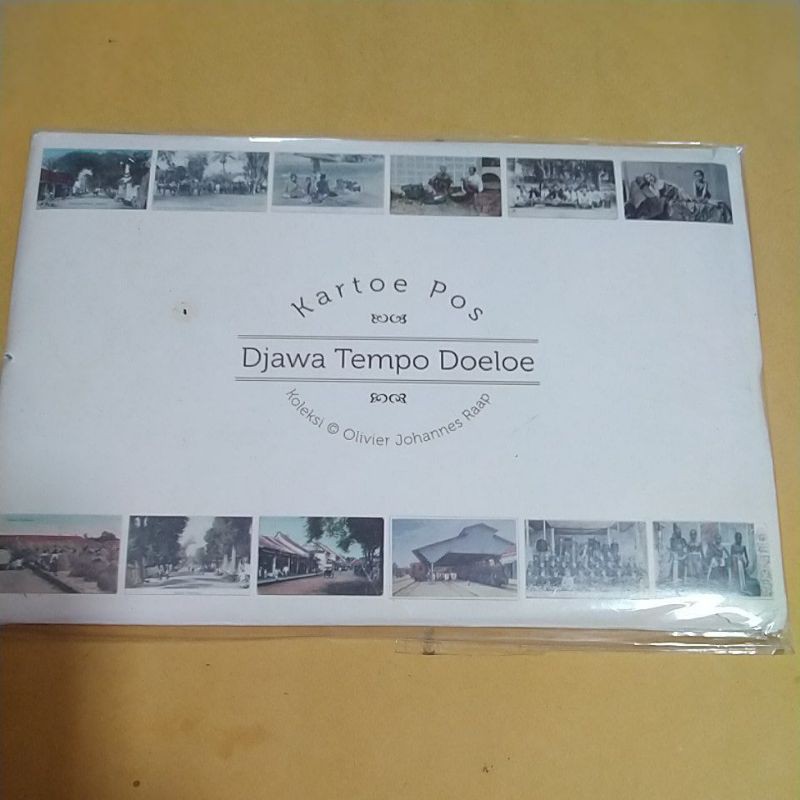 Kartoe Pos
Djawa Tempo Doeloe
Koleksi © Olivier Johannes Raap